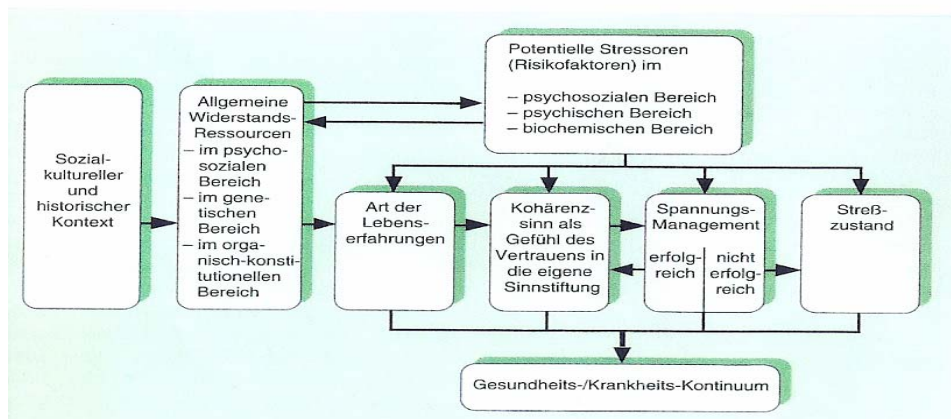 Sozial-
kultureller
und
historischer
Kontext
Allgemeine
Widerstands-
Ressourcen
– im psycho-
sozialen
Bereich
– im gene-
tischen
Bereich
– im orga-
nisch-konsti-
tutionellen
Bereich
Potentielle Stressoren
(Risikofaktoren) im
– psychosozialen Bereich
– psychischen Bereich
– biochemischen Bereich
Art der
Lebens-
erfahrungen
Kohärenz-
sinn als
Gefühl des
Vertrauens in
die eigene
Sinnstiftung
Spannungs-
Management
erfolg-
reich
nicht
erfolg-
reich
Streß-
zustand
Gesundheits-/Krankheits-Kontinuum